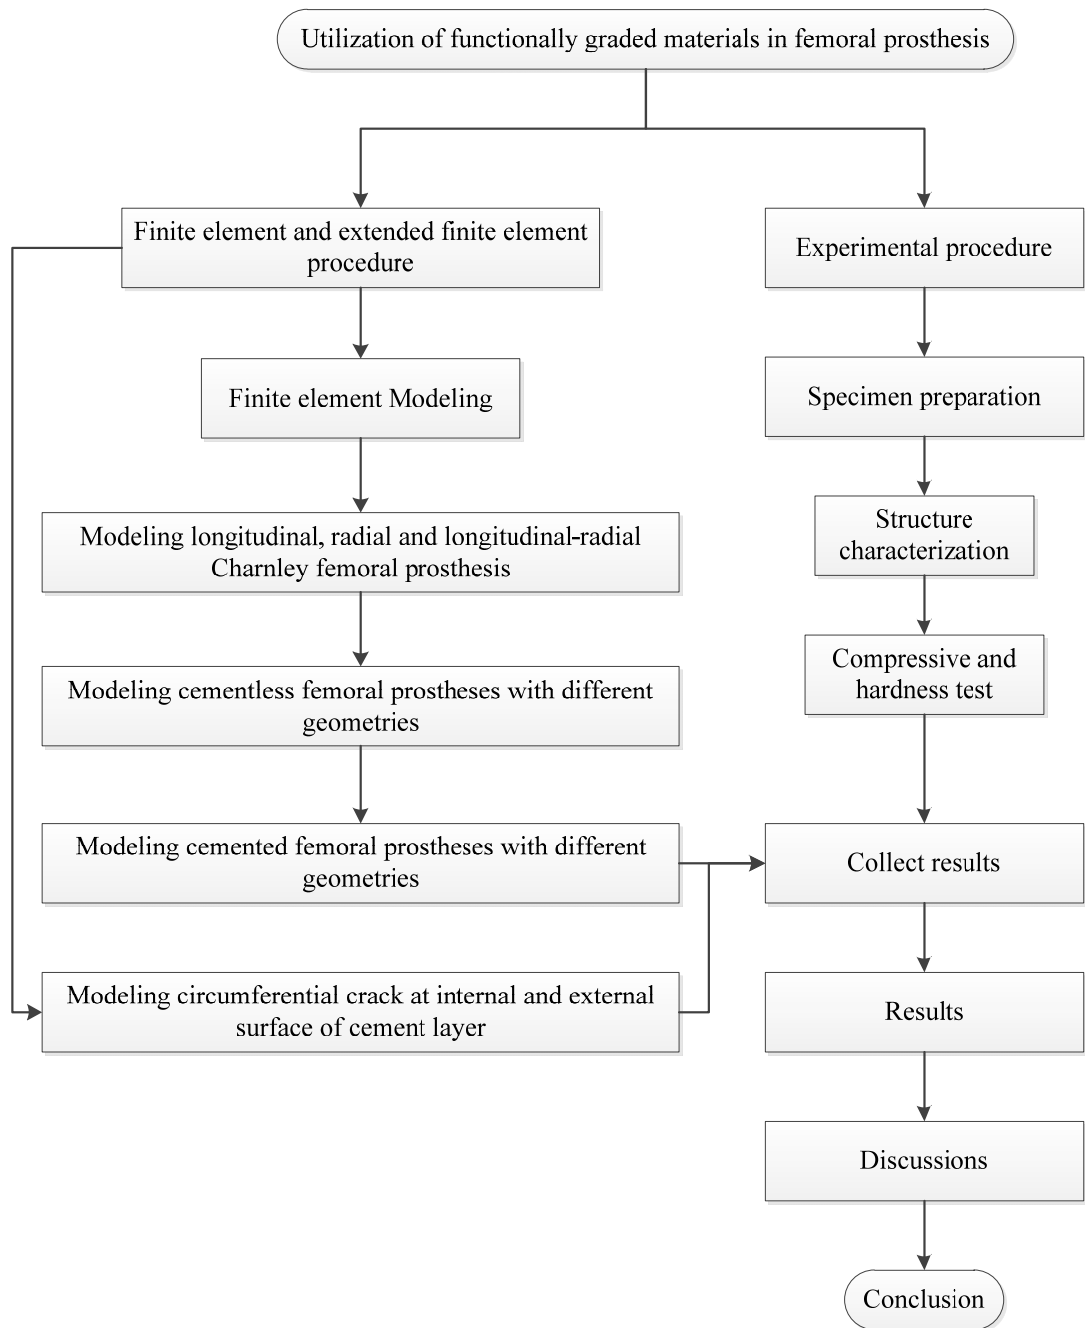 Utilization of functionally graded materials in femoral prosthesis
Finite element and extended finite element
procedure
Experimental procedure
Finite element Modeling
Specimen preparation
Modeling longitudinal, radial and longitudinal-radial
Charnley femoral prosthesis
Structure
characterization
Modeling cementless femoral prostheses with different
geometries
Compressive and
hardness test
Modeling cemented femoral prostheses with different
geometries
Collect results
Modeling circumferential crack at internal and external
surface of cement layer
Results
Discussions
Conclusion